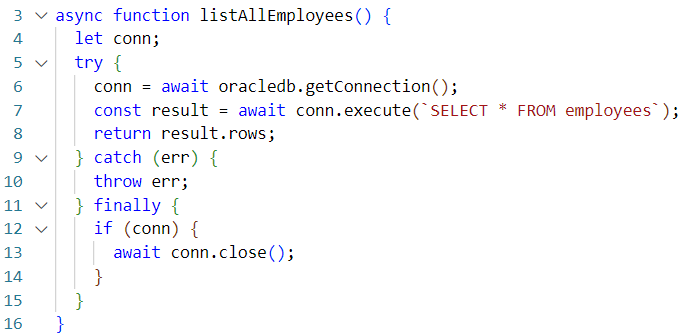 3 async function listAllEmployees() {
4   let conn;
5   try {
6     conn = await oracledb.getConnection();
7     const result = await conn.execute(`SELECT * FROM employees`);
8     return result.rows;
9   } catch (err) {
10     throw err;
11   } finally {
12     if (conn) {
13       await conn.close();
14     }
15   }
16 }